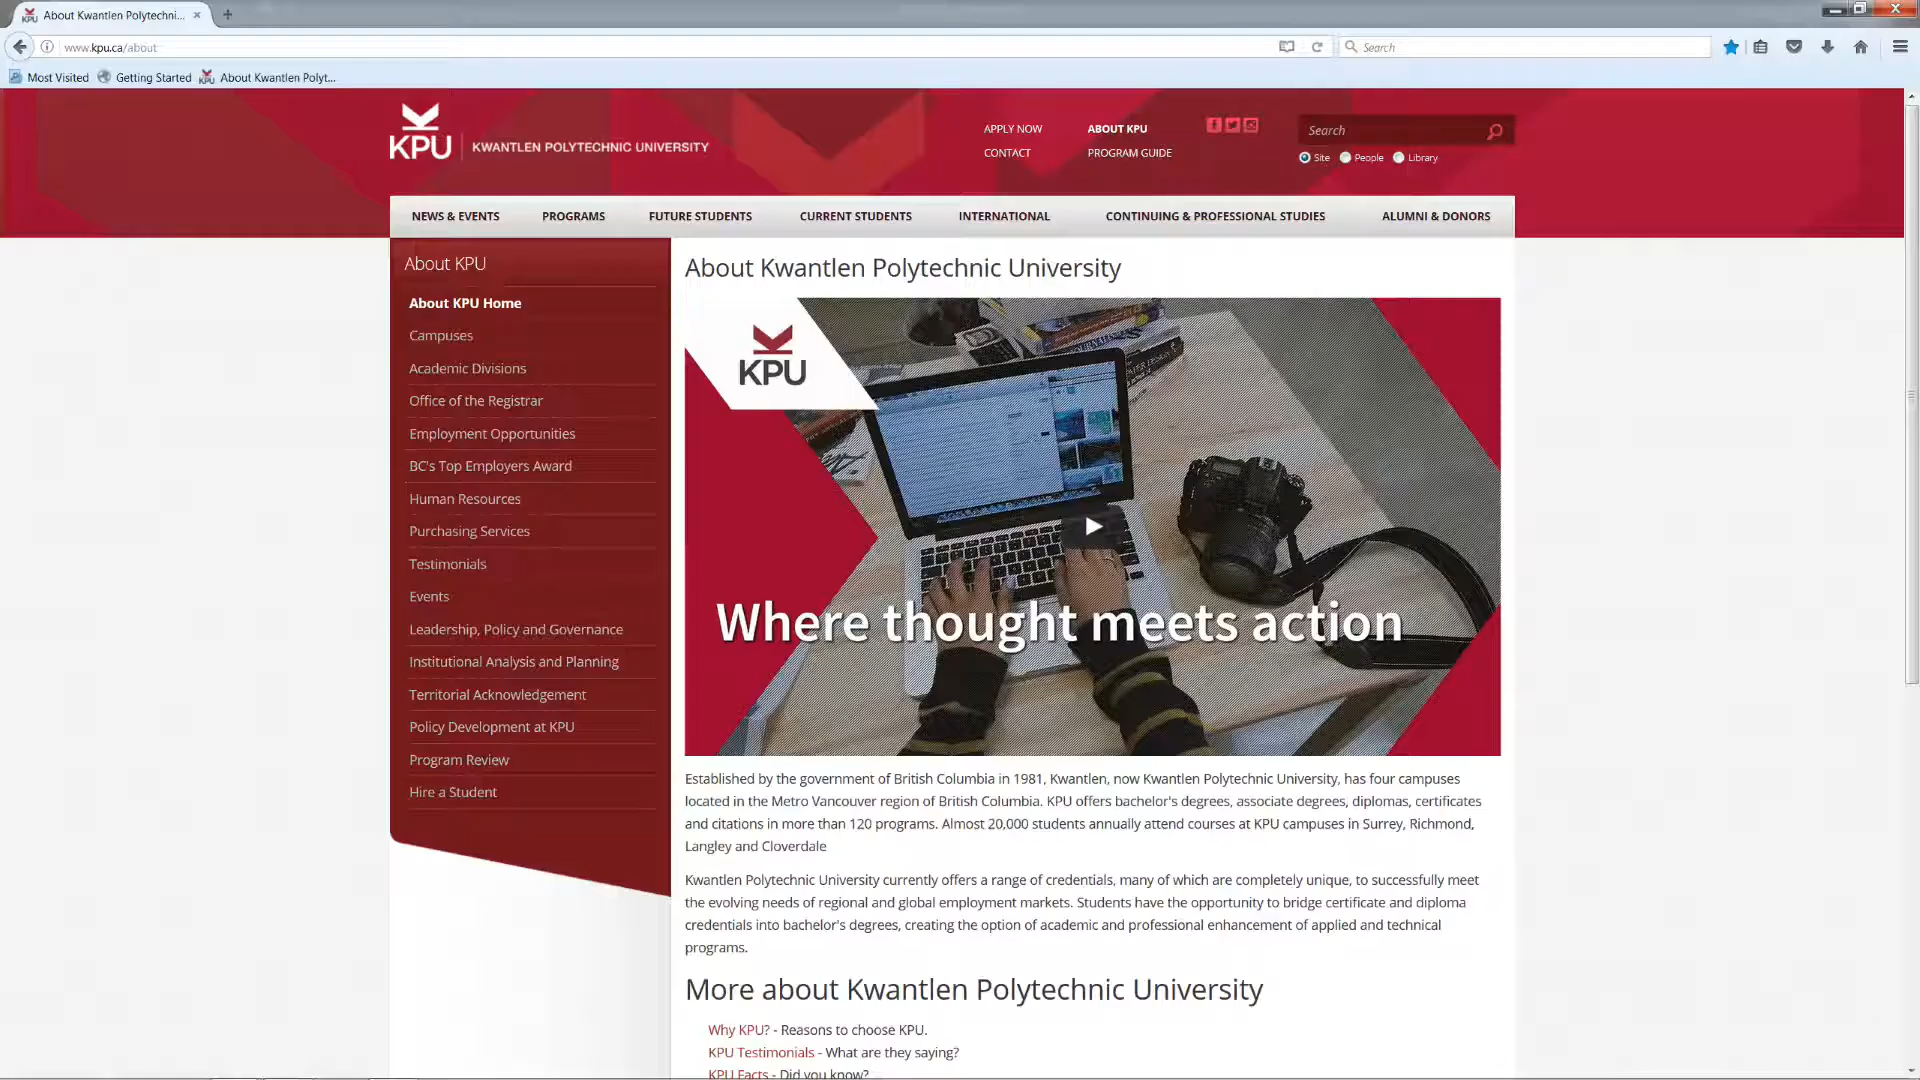 About Kwantlen Polytechni...
www.kpu.ca/about
Search
Most Visited
Getting Started
About Kwantlen Polyt...
KPU
KWANTLEN POLYTECHNIC UNIVERSITY
APPLY NOW
ABOUT KPU
CONTACT
PROGRAM GUIDE
Search
Site
People
Library
NEWS & EVENTS
PROGRAMS
FUTURE STUDENTS
CURRENT STUDENTS
INTERNATIONAL
CONTINUING & PROFESSIONAL STUDIES
ALUMNI & DONORS
About KPU
About KPU Home
Campuses
Academic Divisions
Office of the Registrar
Employment Opportunities
BC's Top Employers Award
Human Resources
Purchasing Services
Testimonials
Events
Leadership, Policy and Governance
Institutional Analysis and Planning
Territorial Acknowledgement
Policy Development at KPU
Program Review
Hire a Student
About Kwantlen Polytechnic University
KPU
Where thought meets action
Established by the government of British Columbia in 1981, Kwantlen, now Kwantlen Polytechnic University, has four campuses
located in the Metro Vancouver region of British Columbia. KPU offers bachelor's degrees, associate degrees, diplomas, certificates
and citations in more than 120 programs. Almost 20,000 students annually attend courses at KPU campuses in Surrey, Richmond,
Langley and Cloverdale
Kwantlen Polytechnic University currently offers a range of credentials, many of which are completely unique, to successfully meet
the evolving needs of regional and global employment markets. Students have the opportunity to bridge certificate and diploma
credentials into bachelor's degrees, creating the option of academic and professional enhancement of applied and technical
programs.
More about Kwantlen Polytechnic University
Why KPU? - Reasons to choose KPU.
KPU Testimonials - What are they saying?
KPU Facts - Did you know?